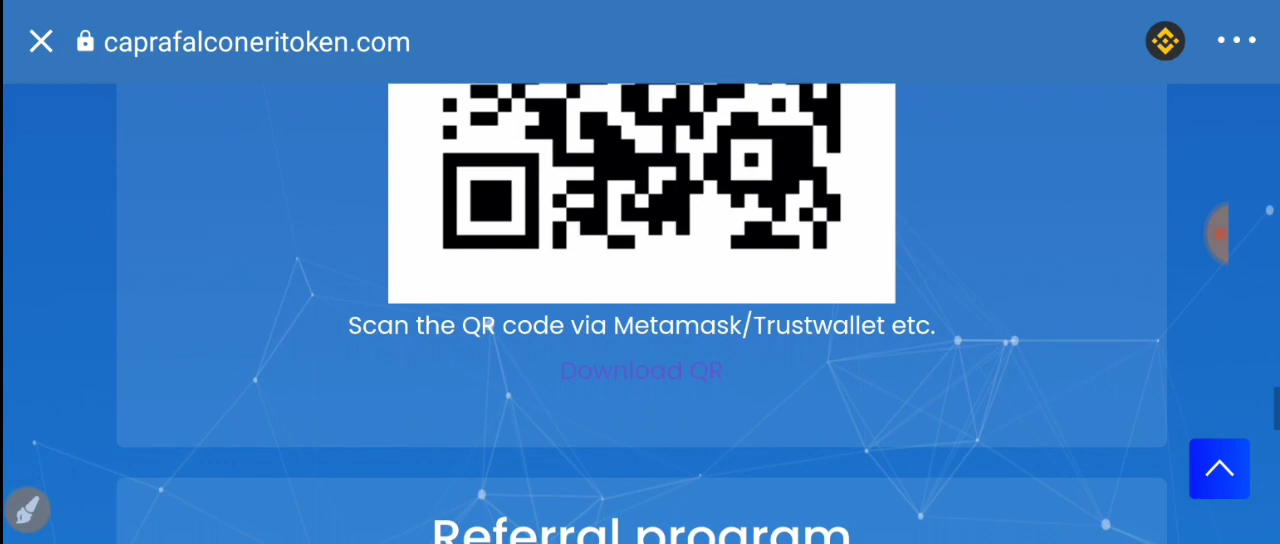 caprafalconeritoken.com
Scan the QR code via Metamask/Trustwallet etc.
Download QR
Referral program